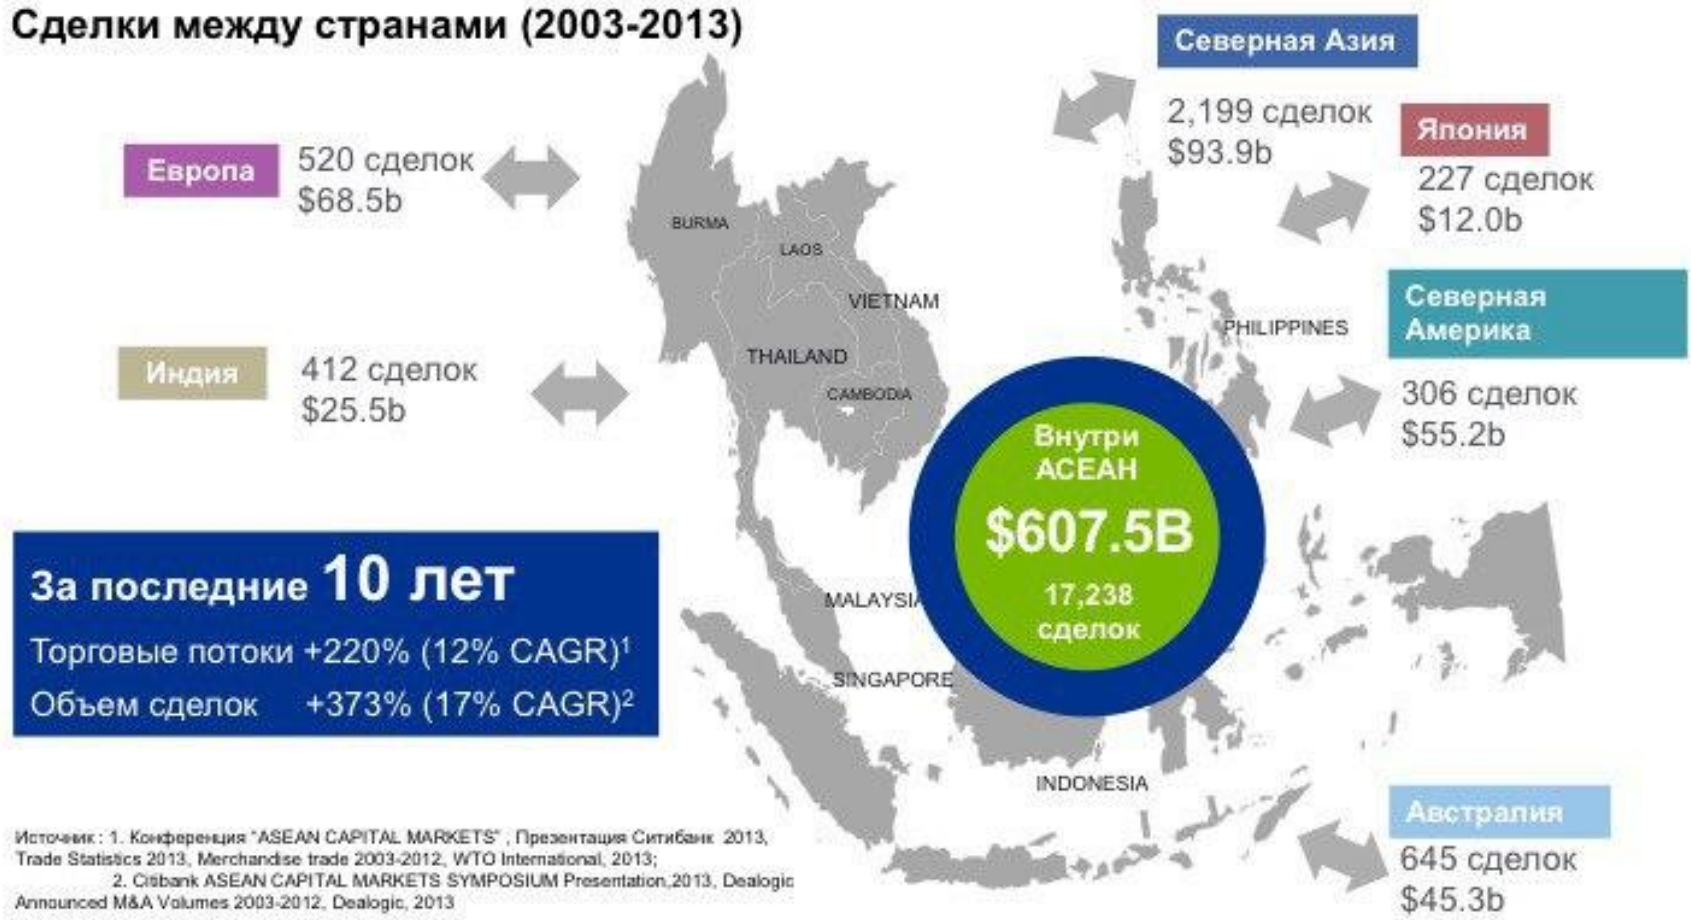 Сделки между странами (2003-2013)
Северная Азия
2,199 сделок
$93.9b
Япония
227 сделок
$12.0b
Европа
520 сделок
$68.5b
BURMA
LAOS
VIETNAM
PHILIPPINES
Северная
Америка
306 сделок
$55.2b
Индия
412 сделок
$25.5b
THAILAND
CAMBODIA
Внутри
АСЕАН
$607.5B
17,238
сделок
За последние 10 лет
Торговые потоки +220% (12% CAGR)¹
Объем сделок +373% (17% CAGR)²
MALAYSIA
SINGAPORE
INDONESIA
Австралия
645 сделок
$45.3b
Источник : 1. Конференция "ASEAN CAPITAL MARKETS" , Презентация Ситибанк 2013,
Trade Statistics 2013, Merchandise trade 2003-2012, WTO International, 2013;
2. Citibank ASEAN CAPITAL MARKETS SYMPOSIUM Presentation,2013, Dealogic
Announced M&A Volumes 2003-2012, Dealogic, 2013